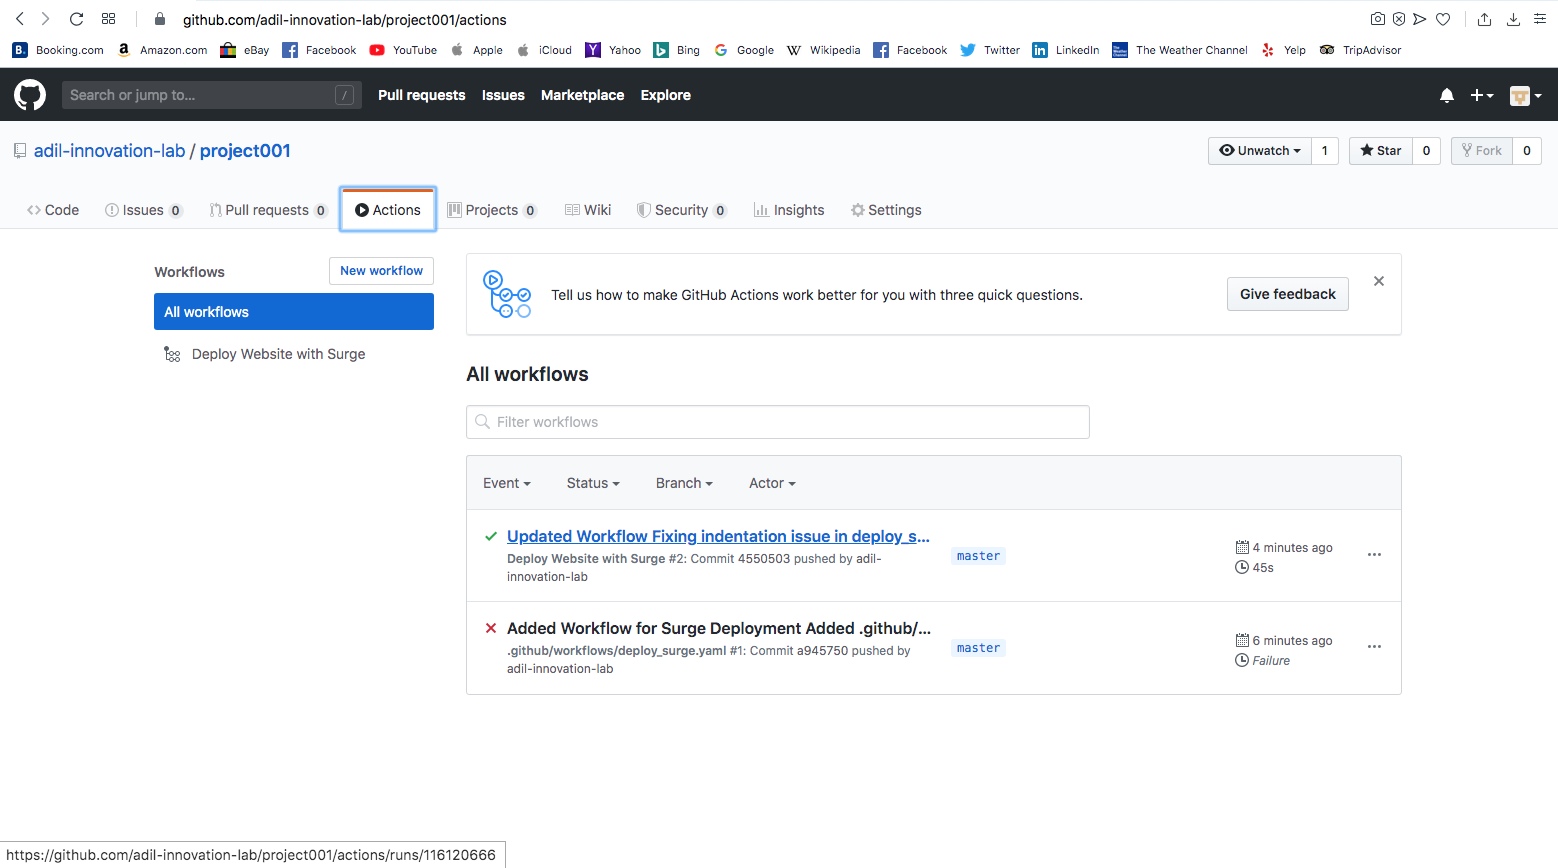 github.com/adil-innovation-lab/project001/actions
B. Booking.com a Amazon.com eBay Facebook YouTube Apple iCloud Yahoo Bing Google Wikipedia Facebook Twitter LinkedIn The Weather Channel Yelp TripAdvisor
Search or jump to... / Pull requests Issues Marketplace Explore
adil-innovation-lab / project001 Unwatch 1 Star 0 Fork 0
Code Issues 0 Pull requests 0 Actions Projects 0 Wiki Security 0 Insights Settings
Workflows New workflow
All workflows
Deploy Website with Surge
Tell us how to make GitHub Actions work better for you with three quick questions. Give feedback
All workflows
Filter workflows
Event Status Branch Actor
Updated Workflow Fixing indentation issue in deploy_s...
Deploy Website with Surge #2: Commit 4550503 pushed by adil-
innovation-lab
master
4 minutes ago
45s
Added Workflow for Surge Deployment Added .github/...
.github/workflows/deploy_surge.yaml #1: Commit a945750 pushed by
adil-innovation-lab
master
6 minutes ago
Failure
https://github.com/adil-innovation-lab/project001/actions/runs/116120666